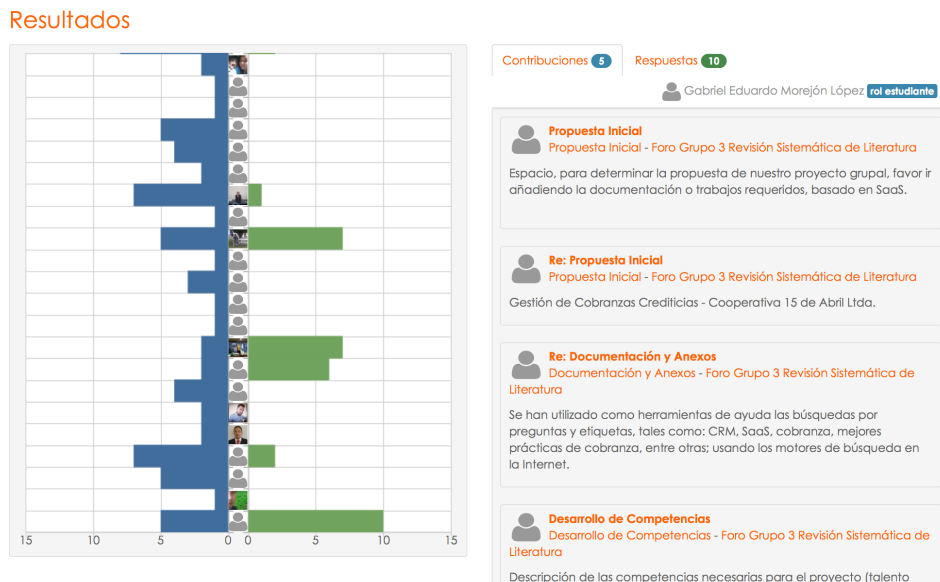 Resultados
15
10
5
0
0
5
10
15
Contribuciones 5
Respuestas 10
Gabriel Eduardo Morejón López rol estudiante
Propuesta Inicial
Propuesta Inicial - Foro Grupo 3 Revisión Sistemática de Literatura
Espacio, para determinar la propuesta de nuestro proyecto grupal, favor ir
añadiendo la documentación o trabajos requeridos, basado en SaaS.
Re: Propuesta Inicial
Propuesta Inicial - Foro Grupo 3 Revisión Sistemática de Literatura
Gestión de Cobranzas Crediticias - Cooperativa 15 de Abril Ltda.
Re: Documentación y Anexos
Documentación y Anexos - Foro Grupo 3 Revisión Sistemática de
Literatura
Se han utilizado como herramientas de ayuda las búsquedas por
preguntas y etiquetas, tales como: CRM, SaaS, cobranza, mejores
prácticas de cobranza, entre otras; usando los motores de búsqueda en
la Internet.
Desarrollo de Competencias
Desarrollo de Competencias - Foro Grupo 3 Revisión Sistemática de
Literatura
Descripción de las competencias necesarias para el proyecto (talento